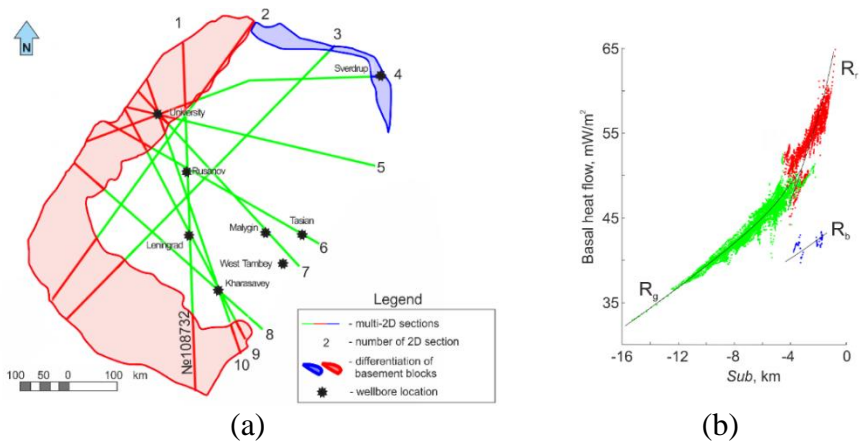 1
2
3
N
Sverdrup
4
University
5
Rusanov
Malygin
Tasian
Leningrad
6
West Tambey
7
Kharasavey
№108732
8
9
10
100 50 0 100
km
Legend
- multi-2D sections
2 - number of 2D section
- differentiation of
basement blocks
- wellbore location
(a)
65
55
45
35
Basal heat flow, mW/m²
Rr
Rb
Rg
-16 -12 -8 -4 0
Sub, km
(b)